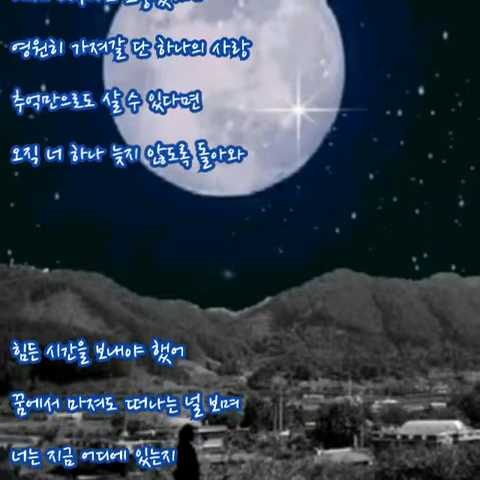 영원히 가져갈 단 하나의 사랑
추억만으로도 살 수 있다면
오직 너 하나 늦지 않도록 돌아와
힘든 시간을 보내야 했어
꿈에서 마져도 떠나는 널 보며
너는 지금 어디에 있는지